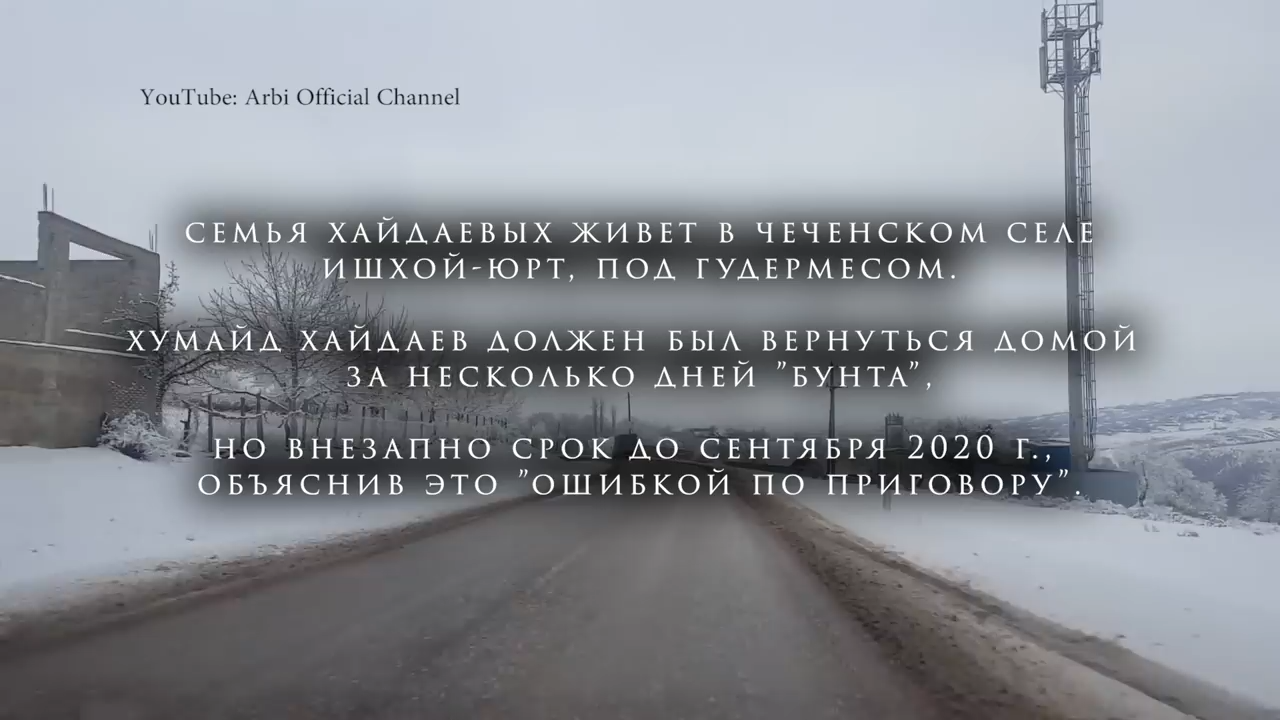 YouTube: Arbi Official Channel
СЕМЬЯ ХАЙДАЕВЫХ ЖИВЕТ В ЧЕЧЕНСКОМ СЕЛЕ
ИШХОЙ-ЮРТ, ПОД ГУДЕРМЕСОМ.
ХУМАЙД ХАЙДАЕВ ДОЛЖЕН БЫЛ ВЕРНУТЬСЯ ДОМОЙ
ЗА НЕСКОЛЬКО ДНЕЙ "БУНТА",
НО ВНЕЗАПНО СРОК ДО СЕНТЯБРЯ 2020 Г.,
ОБЪЯСНИВ ЭТО "ОШИБКОЙ ПО ПРИГОВОРУ".